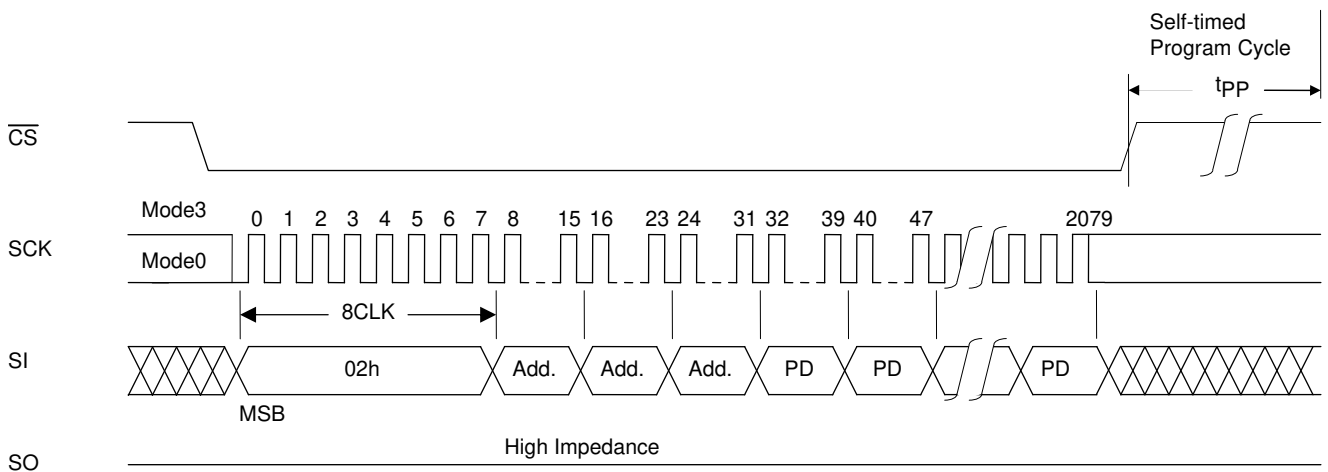 Self-timed
Program Cycle
tPP
CS
Mode3
0 1 2 3 4 5 6 7 8 15 16 23 24 31 32 39 40 47 2079
SCK
Mode0
8CLK
SI
02h Add. Add. Add. PD PD PD
MSB
High Impedance
SO